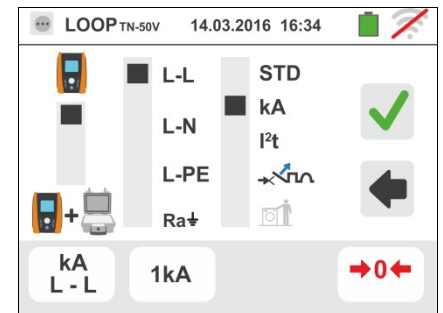 LOOP TN-50V 14.03.2016 16:34
L-L STD
kA
L-N
I²t
L-PE
Ra⏚
+
kA
L - L
1kA
→0←